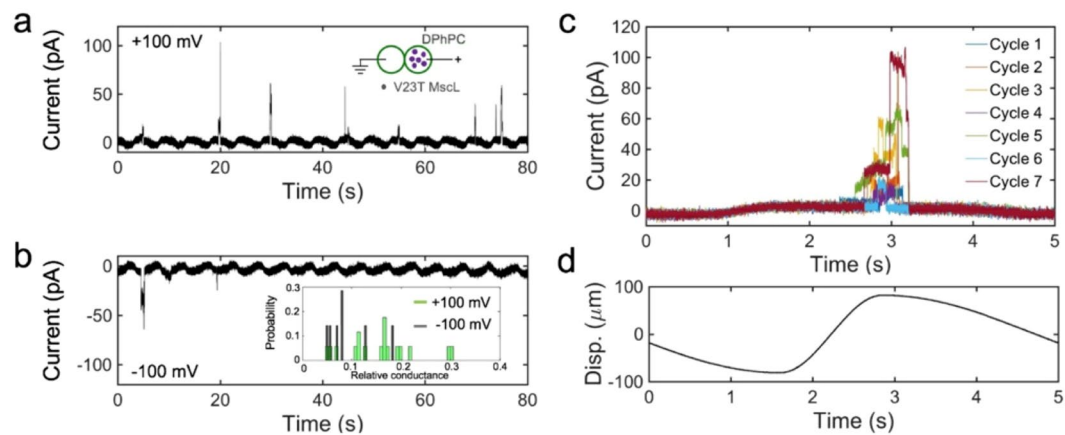 a
+100 mV
DPhPC
+
V23T MscL
Current (pA)
100
50
0
0 20 40 60 80
Time (s)
b
-100 mV
Current (pA)
0
-50
-100
0 20 40 60 80
Time (s)
Probability
0.3
0.2
0.1
0
+100 mV
-100 mV
0 0.1 0.2 0.3 0.4
Relative conductance
c
Current (pA)
120
100
80
60
40
20
0
Cycle 1
Cycle 2
Cycle 3
Cycle 4
Cycle 5
Cycle 6
Cycle 7
0 1 2 3 4 5
Time (s)
d
Disp. (μm)
100
0
-100
0 1 2 3 4 5
Time (s)